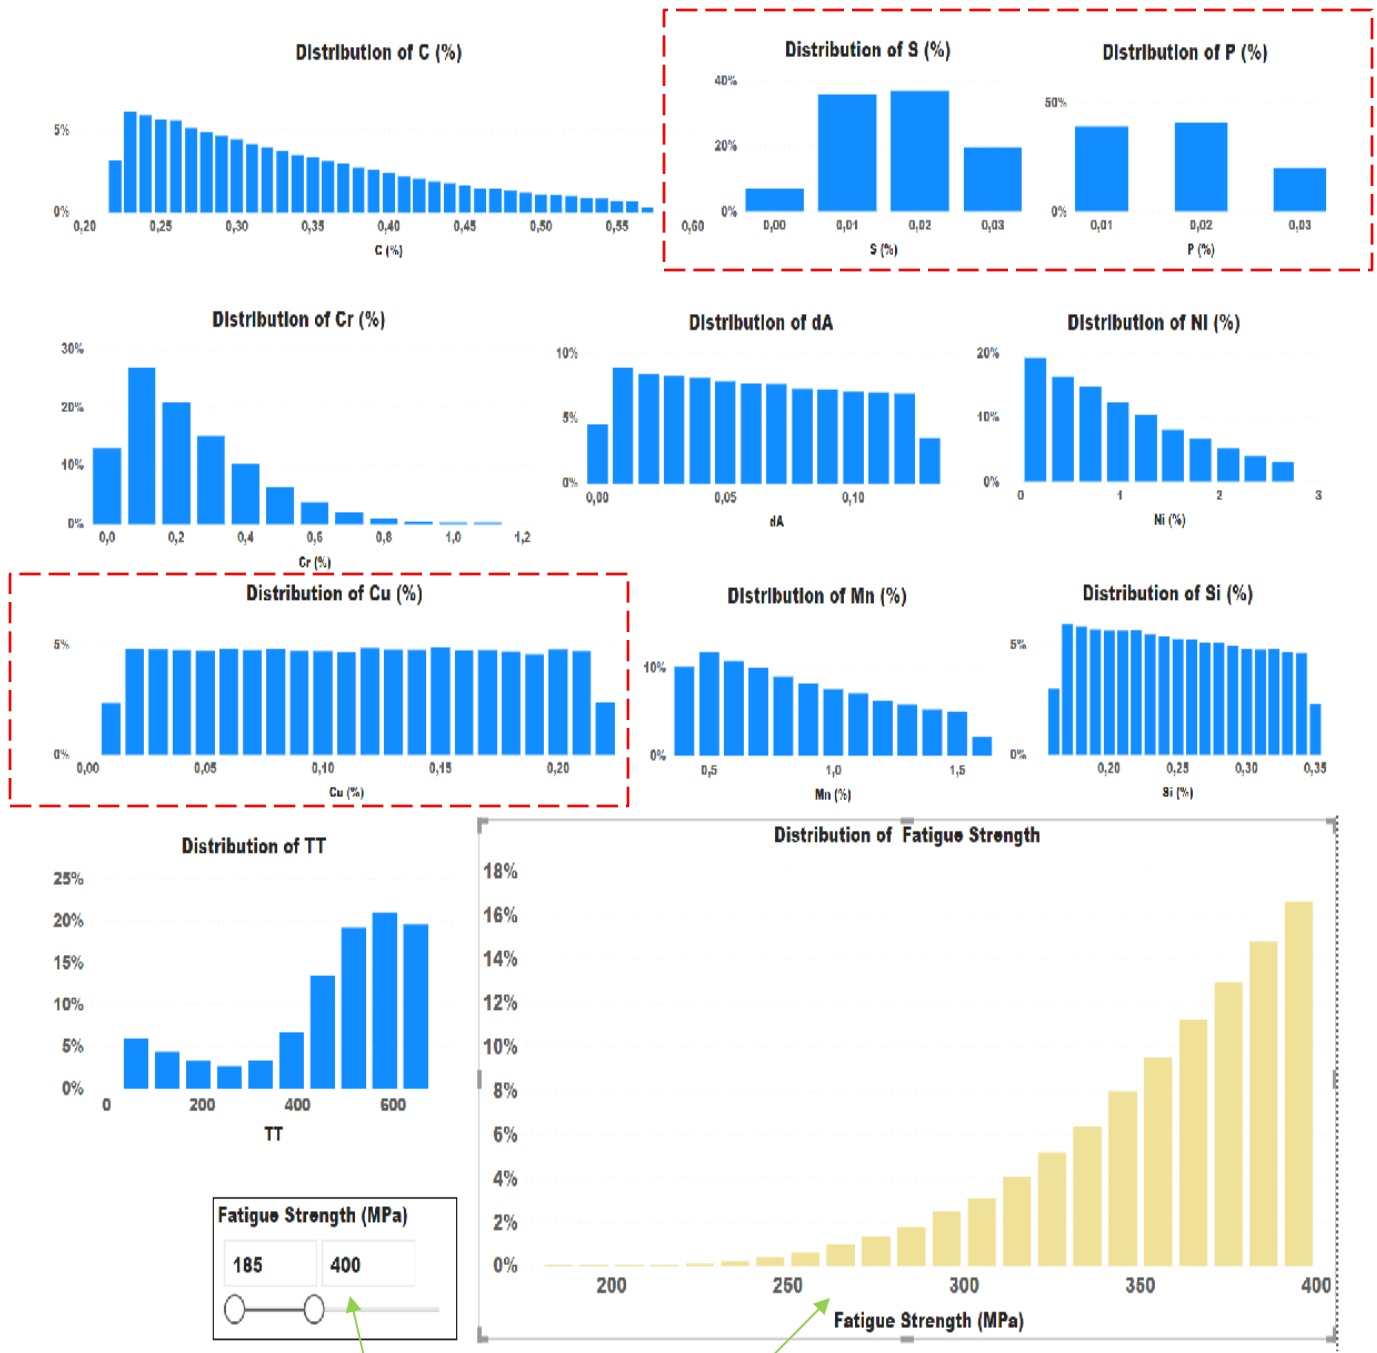 Distribution of C (%)
5%
0%
0,20 0,25 0,30 0,35 0,40 0,45 0,50 0,55 0,60
C (%)
Distribution of S (%)
40%
20%
0%
0,00 0,01 0,02 0,03
S (%)
Distribution of P (%)
50%
0%
0,01 0,02 0,03
P (%)
Distribution of Cr (%)
30%
20%
10%
0%
0,0 0,2 0,4 0,6 0,8 1,0 1,2
Cr (%)
Distribution of dA
10%
5%
0%
0,00 0,05 0,10
dA
Distribution of Ni (%)
20%
10%
0%
0 1 2 3
Ni (%)
Distribution of Cu (%)
5%
0%
0,00 0,05 0,10 0,15 0,20
Cu (%)
Distribution of Mn (%)
10%
0%
0,5 1,0 1,5
Mn (%)
Distribution of Si (%)
5%
0%
0,20 0,25 0,30 0,35
Si (%)
Distribution of TT
25%
20%
15%
10%
5%
0%
0 200 400 600
TT
Distribution of Fatigue Strength
18%
16%
14%
12%
10%
8%
6%
4%
2%
0%
200 250 300 350 400
Fatigue Strength (MPa)
Fatigue Strength (MPa)
185 400